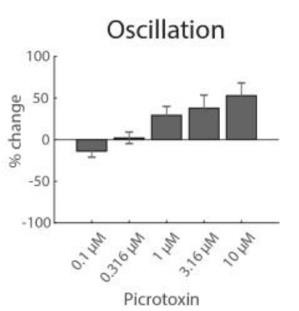 Oscillation
% change
100
50
0
-50
-100
0.1 µM
0.316 µM
1 µM
3.16 µM
10 µM
Picrotoxin